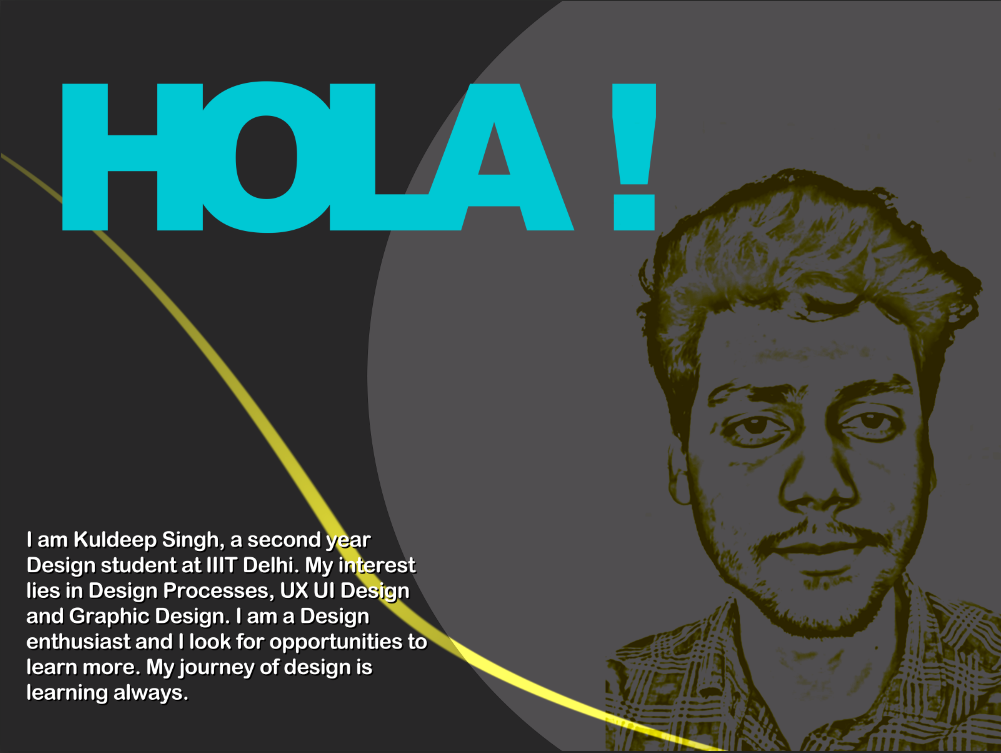 HOLA !
I am Kuldeep Singh, a second year
Design student at IIIT Delhi. My interest
lies in Design Processes, UX UI Design
and Graphic Design. I am a Design
enthusiast and I look for opportunities to
learn more. My journey of design is
learning always.